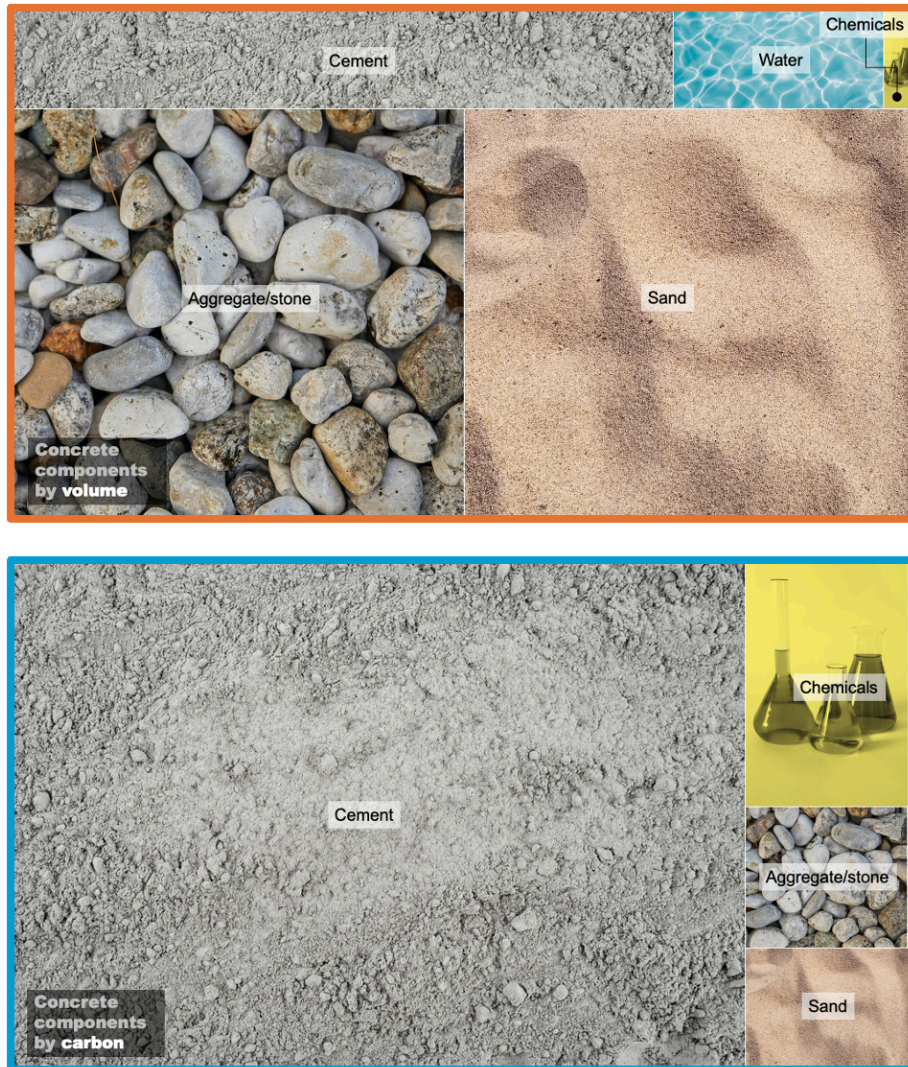 Chemicals
Cement
Water
Aggregate/stone
Sand
Concrete
components
by volume
Chemicals
Cement
Aggregate/stone
Sand
Concrete
components
by carbon